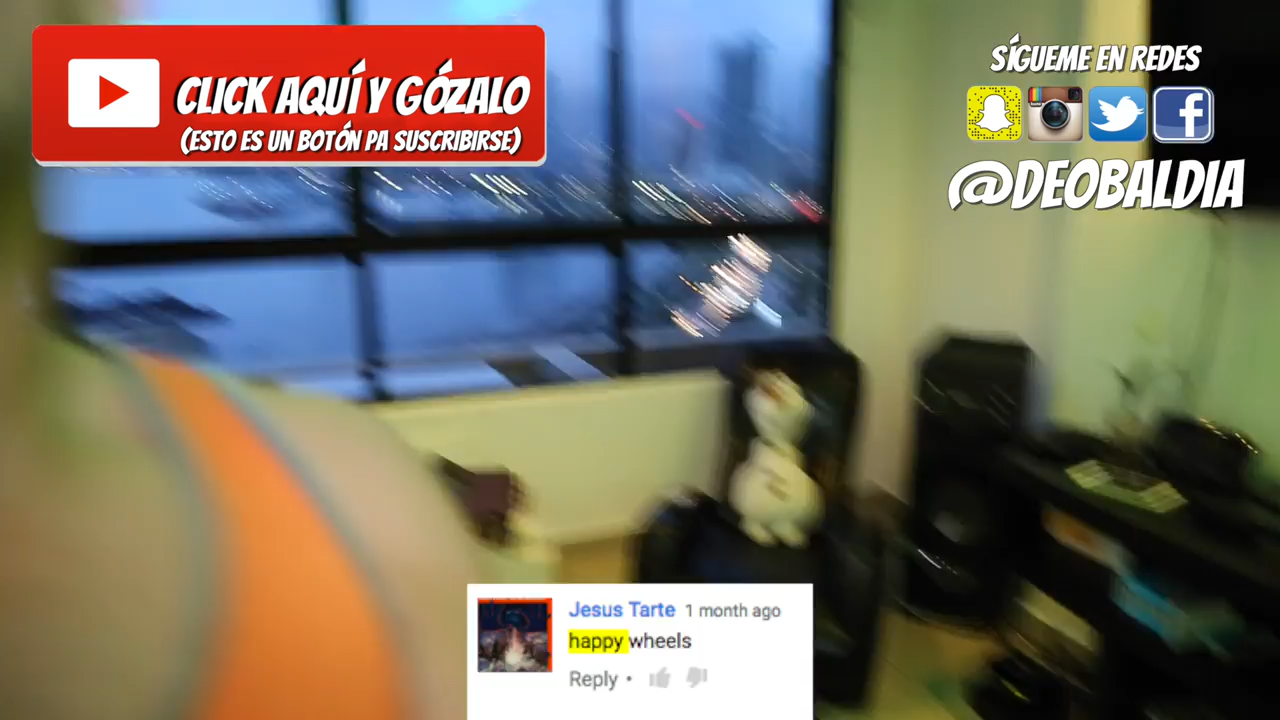 CLICK AQUÍ Y GÓZALO
(ESTO ES UN BOTÓN PA SUSCRIBIRSE)
SÍGUEME EN REDES
@DEOBALDIA
Jesus Tarte 1 month ago
happy wheels
Reply •